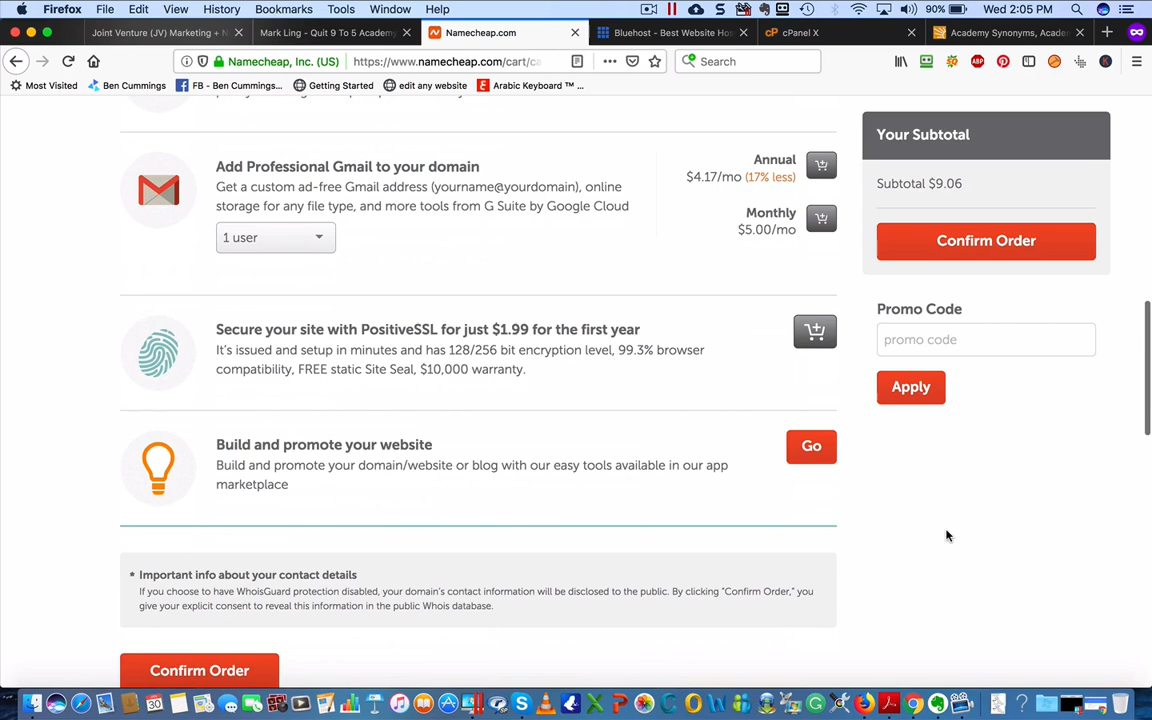 Firefox File Edit View History Bookmarks Tools Window Help 90% Wed 2:05 PM
Joint Venture (JV) Marketing + N Mark Ling - Quit 9 To 5 Academy Namecheap.com Bluehost - Best Website Ho cPanel X Academy Synonyms, Acade
Namecheap, Inc. (US) https://www.namecheap.com/cart/ca Search
Most Visited Ben Cummings FB - Ben Cummings... Getting Started edit any website Arabic Keyboard ™ ...
Add Professional Gmail to your domain
Get a custom ad-free Gmail address (yourname@yourdomain), online
storage for any file type, and more tools from G Suite by Google Cloud
1 user
Annual
$4.17/mo (17% less)
Monthly
$5.00/mo
Secure your site with PositiveSSL for just $1.99 for the first year
It's issued and setup in minutes and has 128/256 bit encryption level, 99.3% browser
compatibility, FREE static Site Seal, $10,000 warranty.
Build and promote your website
Build and promote your domain/website or blog with our easy tools available in our app
marketplace
Go
* Important info about your contact details
If you choose to have WhoisGuard protection disabled, your domain's contact information will be disclosed to the public. By clicking "Confirm Order," you
give your explicit consent to reveal this information in the public Whois database.
Confirm Order
Your Subtotal
Subtotal $9.06
Confirm Order
Promo Code
promo code
Apply